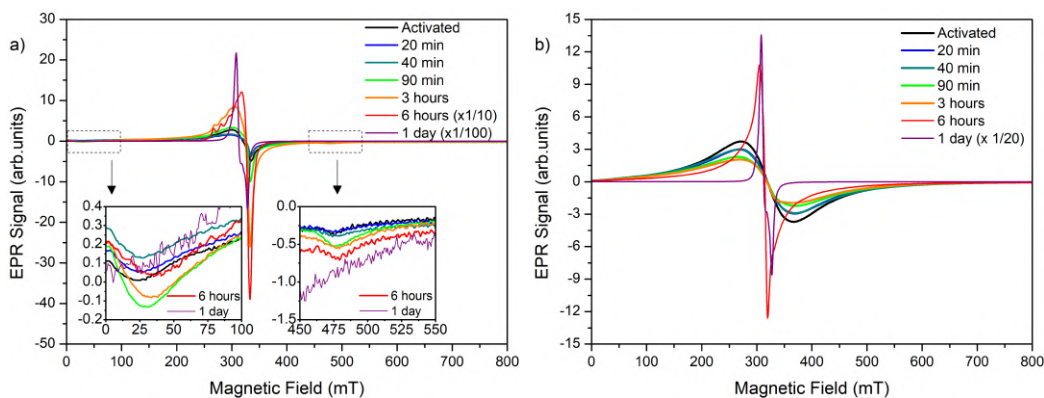 a)
EPR Signal (arb.units)
30
20
10
0
-10
-20
-30
-40
-50
0 100 200 300 400 500 600 700 800
Magnetic Field (mT)
Activated
20 min
40 min
90 min
3 hours
6 hours (x1/10)
1 day (x1/100)
0.4
0.3
0.2
0.1
0.0
-0.1
-0.2
0 25 50 75 100
6 hours
1 day
0.0
-0.5
-1.0
-1.5
450 475 500 525 550
6 hours
1 day
b)
EPR Signal (arb.units)
15
12
9
6
3
0
-3
-6
-9
-12
-15
0 100 200 300 400 500 600 700 800
Magnetic Field (mT)
Activated
20 min
40 min
90 min
3 hours
6 hours
1 day (x 1/20)